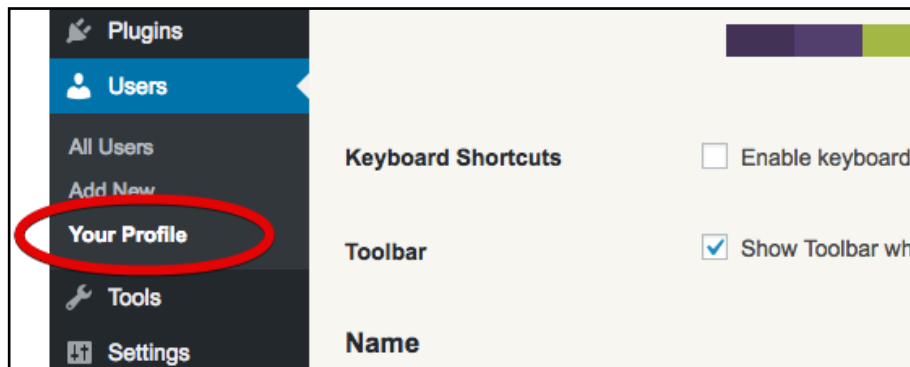 Plugins
Users
All Users
Add New
Your Profile
Tools
Settings
Keyboard Shortcuts
Enable keyboard
Toolbar
Show Toolbar wh
Name